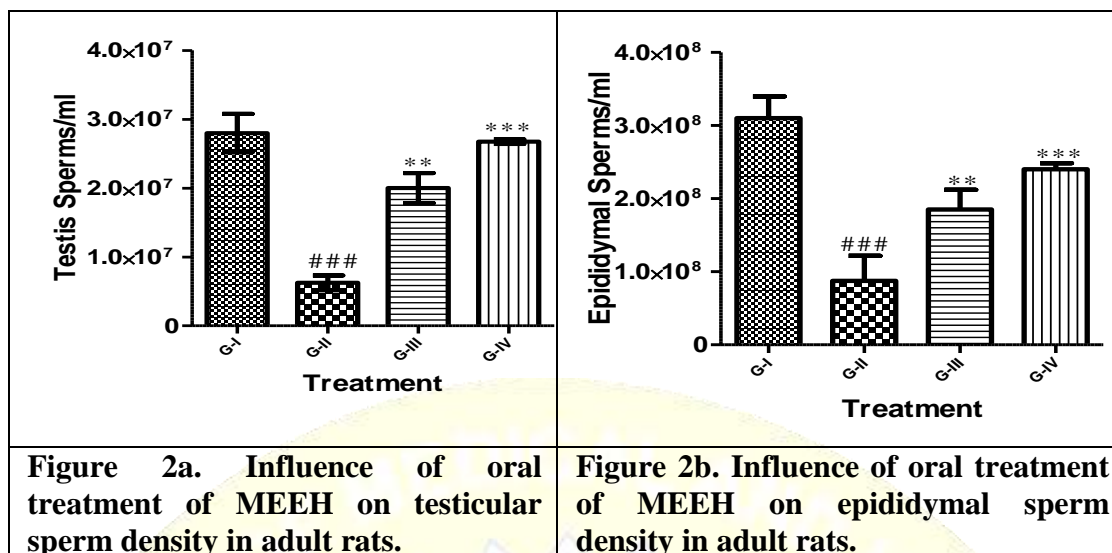 4.0×10⁷
3.0×10⁷
2.0×10⁷
1.0×10⁷
0
Testis Sperms/ml
###
**
***
G-I
G-II
G-III
G-IV
Treatment
Figure 2a. Influence of oral
treatment of MEEH on testicular
sperm density in adult rats.
4.0×10⁸
3.0×10⁸
2.0×10⁸
1.0×10⁸
0
Epididymal Sperms/ml
###
**
***
G-I
G-II
G-III
G-IV
Treatment
Figure 2b. Influence of oral treatment
of MEEH on epididymal sperm
density in adult rats.